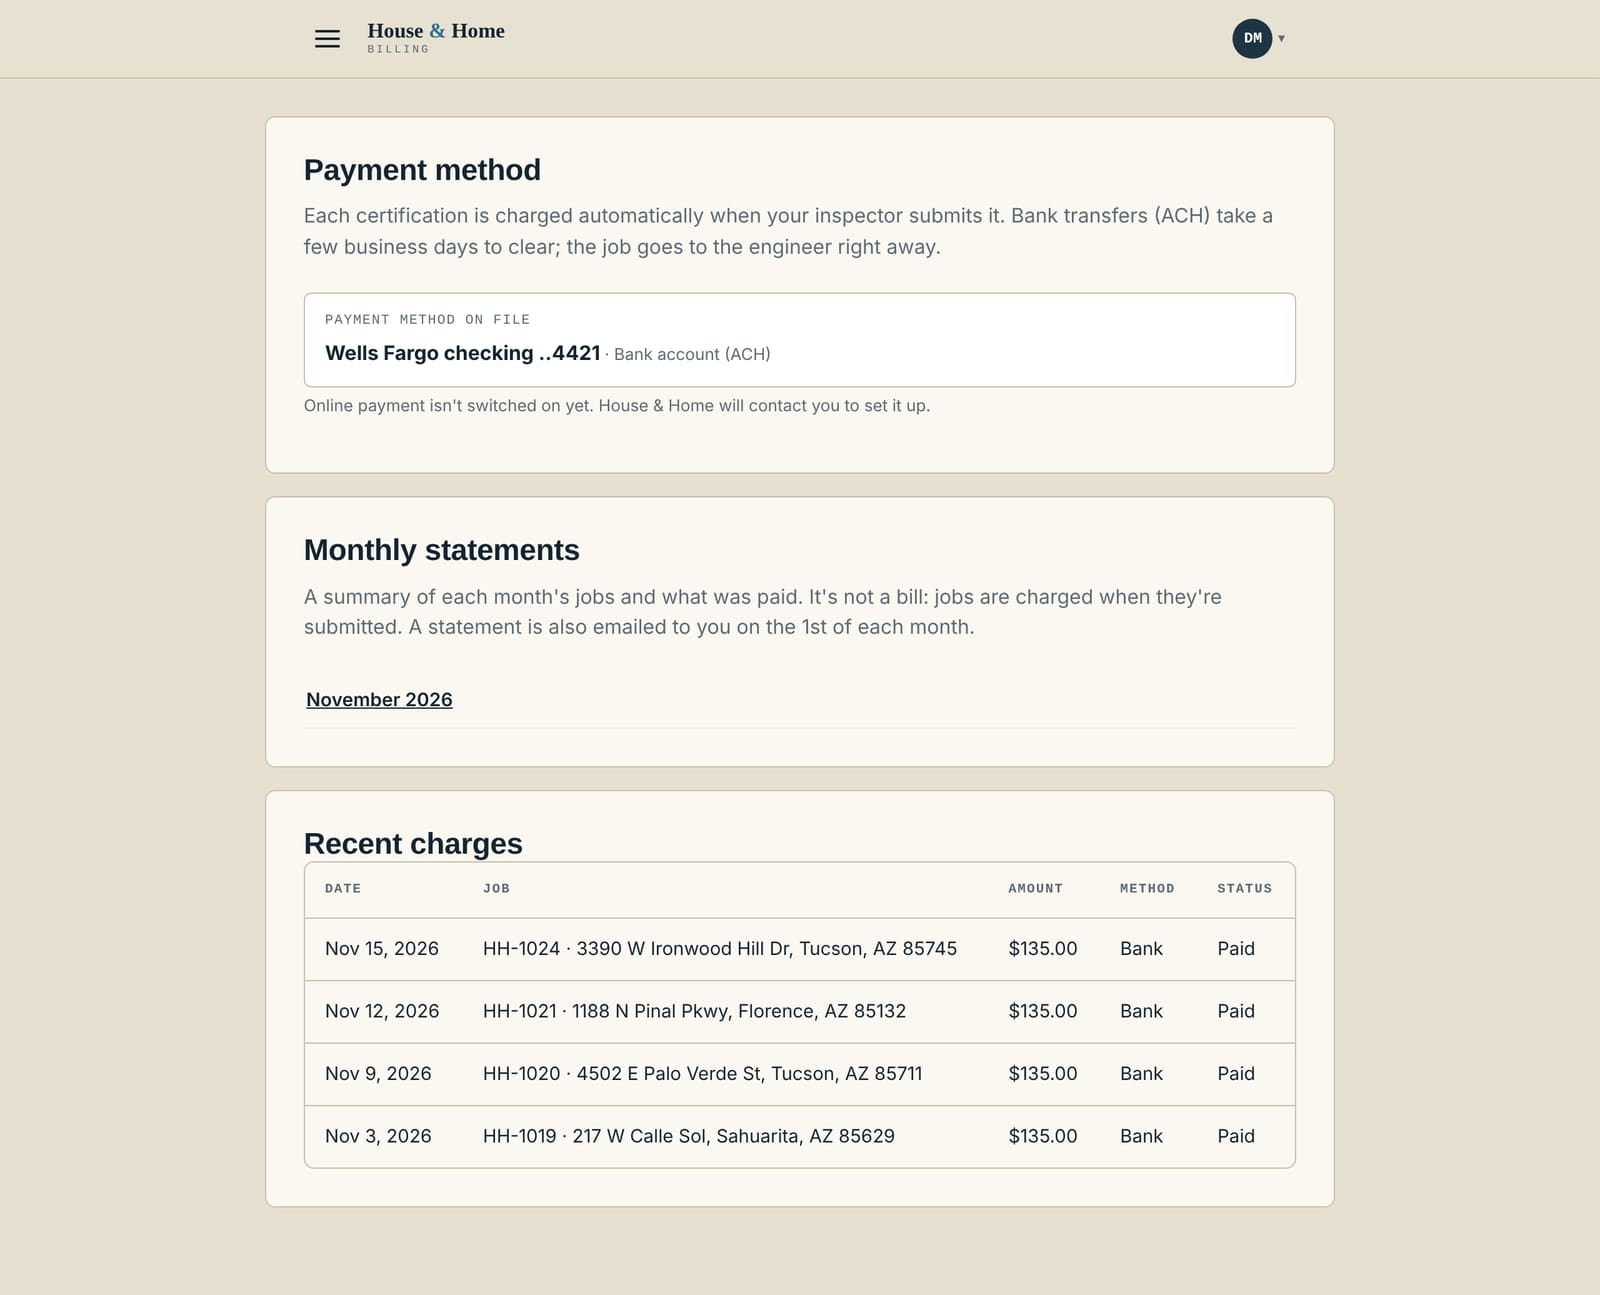 House & Home
BILLING
DM ▾
Payment method
Each certification is charged automatically when your inspector submits it. Bank transfers (ACH) take a
few business days to clear; the job goes to the engineer right away.
PAYMENT METHOD ON FILE
Wells Fargo checking ..4421 · Bank account (ACH)
Online payment isn't switched on yet. House & Home will contact you to set it up.
Monthly statements
A summary of each month's jobs and what was paid. It's not a bill: jobs are charged when they're
submitted. A statement is also emailed to you on the 1st of each month.
November 2026
Recent charges
DATE JOB AMOUNT METHOD STATUS
Nov 15, 2026 HH-1024 · 3390 W Ironwood Hill Dr, Tucson, AZ 85745 $135.00 Bank Paid
Nov 12, 2026 HH-1021 · 1188 N Pinal Pkwy, Florence, AZ 85132 $135.00 Bank Paid
Nov 9, 2026 HH-1020 · 4502 E Palo Verde St, Tucson, AZ 85711 $135.00 Bank Paid
Nov 3, 2026 HH-1019 · 217 W Calle Sol, Sahuarita, AZ 85629 $135.00 Bank Paid